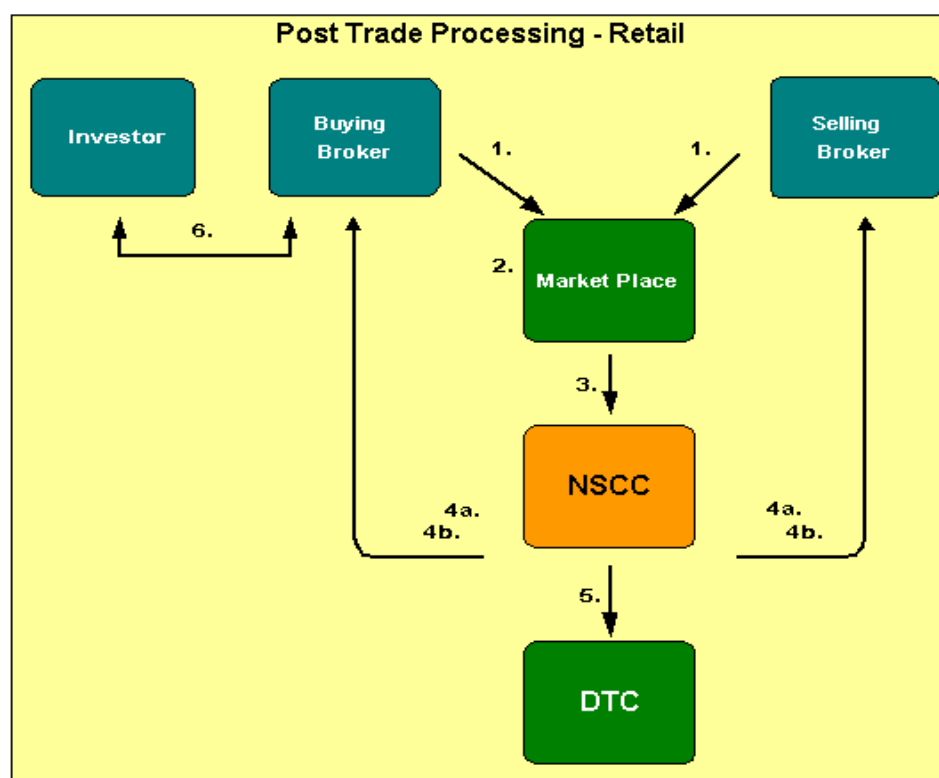 Post Trade Processing - Retail
Investor
Buying
Broker
Selling
Broker
1.
1.
6.
2.
Market Place
3.
NSCC
4a.
4b.
4a.
4b.
5.
DTC